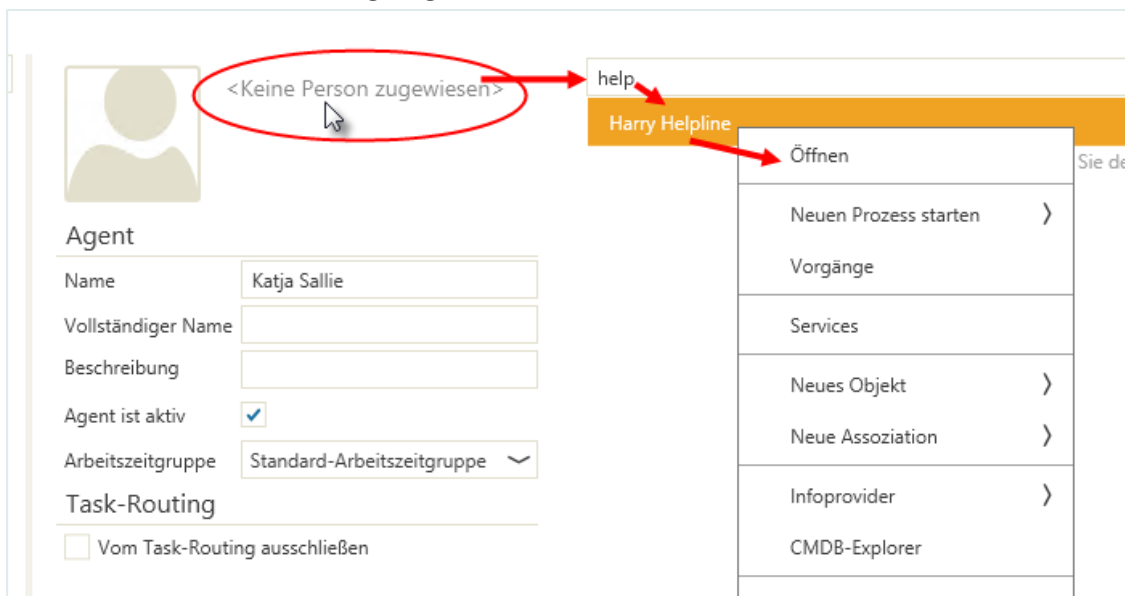 <Keine Person zugewiesen>
help
Harry Helpline
Öffnen
Sie de
Neuen Prozess starten
Vorgänge
Services
Neues Objekt
Neue Assoziation
Infoprovider
CMDB-Explorer
Agent
Name Katja Sallie
Vollständiger Name
Beschreibung
Agent ist aktiv
Arbeitszeitgruppe Standard-Arbeitszeitgruppe
Task-Routing
Vom Task-Routing ausschließen